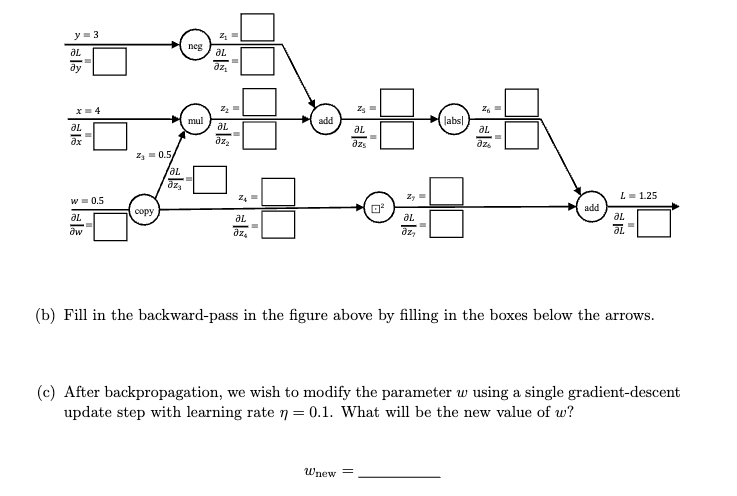 y = 3
z₁ =
neg
∂L/∂y =
∂L/∂z₁ =
x = 4
z₂ =
mul
add
z₅ =
|abs|
z₆ =
∂L/∂x =
∂L/∂z₂ =
∂L/∂z₅ =
∂L/∂z₆ =
z₃ = 0.5
∂L/∂z₃ =
w = 0.5
copy
z₄ =
⊡²
z₇ =
add
L = 1.25
∂L/∂w =
∂L/∂z₄ =
∂L/∂z₇ =
∂L/∂L =
(b) Fill in the backward-pass in the figure above by filling in the boxes below the arrows.
(c) After backpropagation, we wish to modify the parameter w using a single gradient-descent
update step with learning rate η = 0.1. What will be the new value of w?
w_new = ________